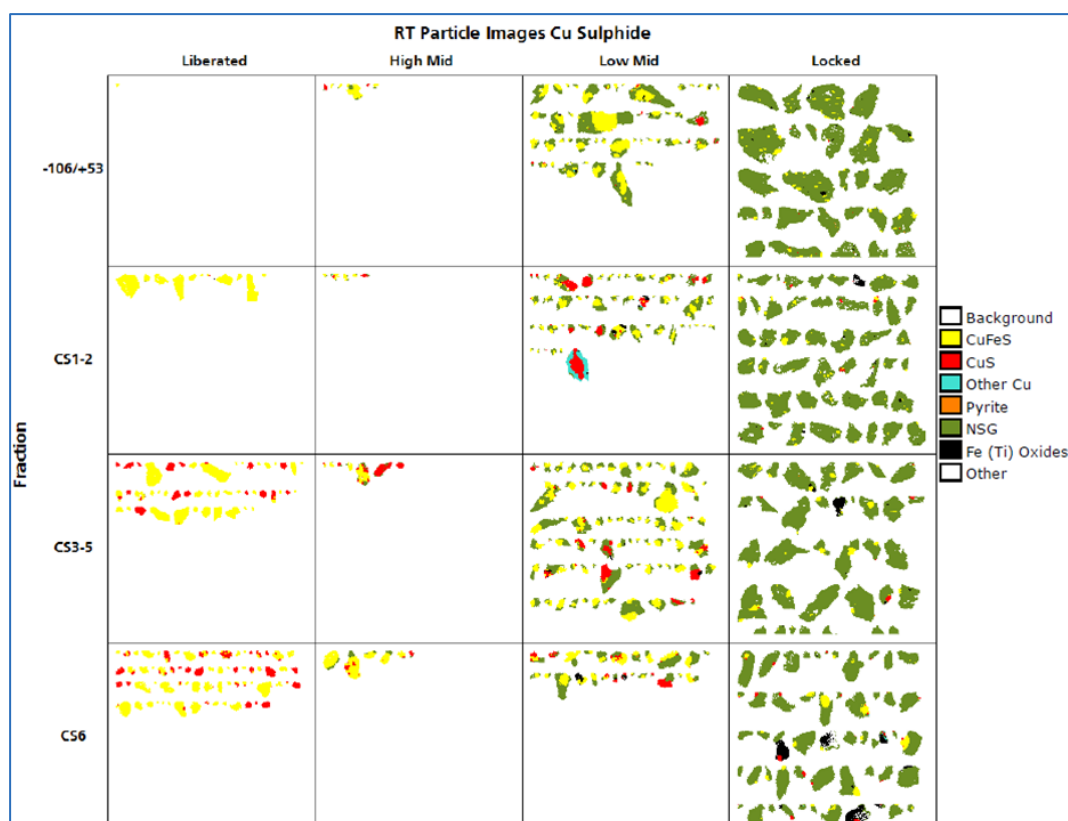 RT Particle Images Cu Sulphide
Liberated High Mid Low Mid Locked
-106/+53
CS1-2
CS3-5
CS6
Fraction
Background
CuFeS
CuS
Other Cu
Pyrite
NSG
Fe (Ti) Oxides
Other